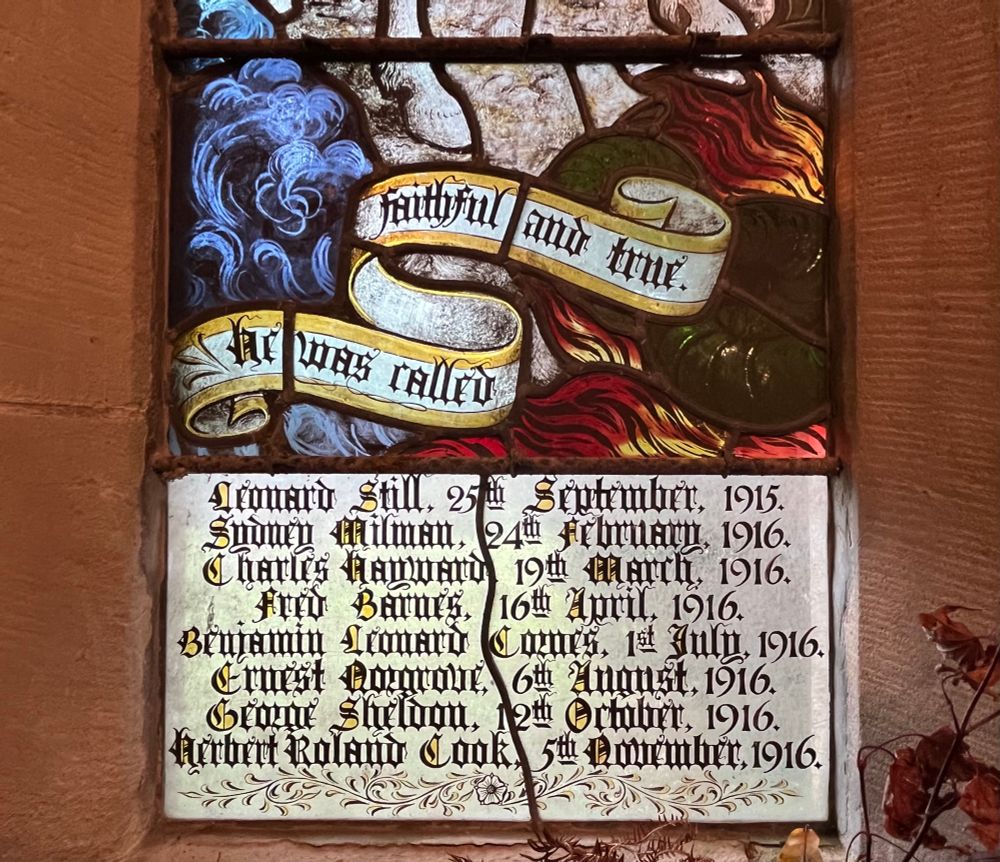 faithful and true.
he was called
Leonard Still, 25th September, 1915.
Sydney Milman, 24th February, 1916.
Charles Hayward, 19th March, 1916.
Fred Barnes, 16th April, 1916.
Benjamin Leonard Comes, 1st July, 1916.
Ernest Norgrove, 6th August, 1916.
George Sheldon, 12th October, 1916.
Herbert Roland Cook, 5th November, 1916.